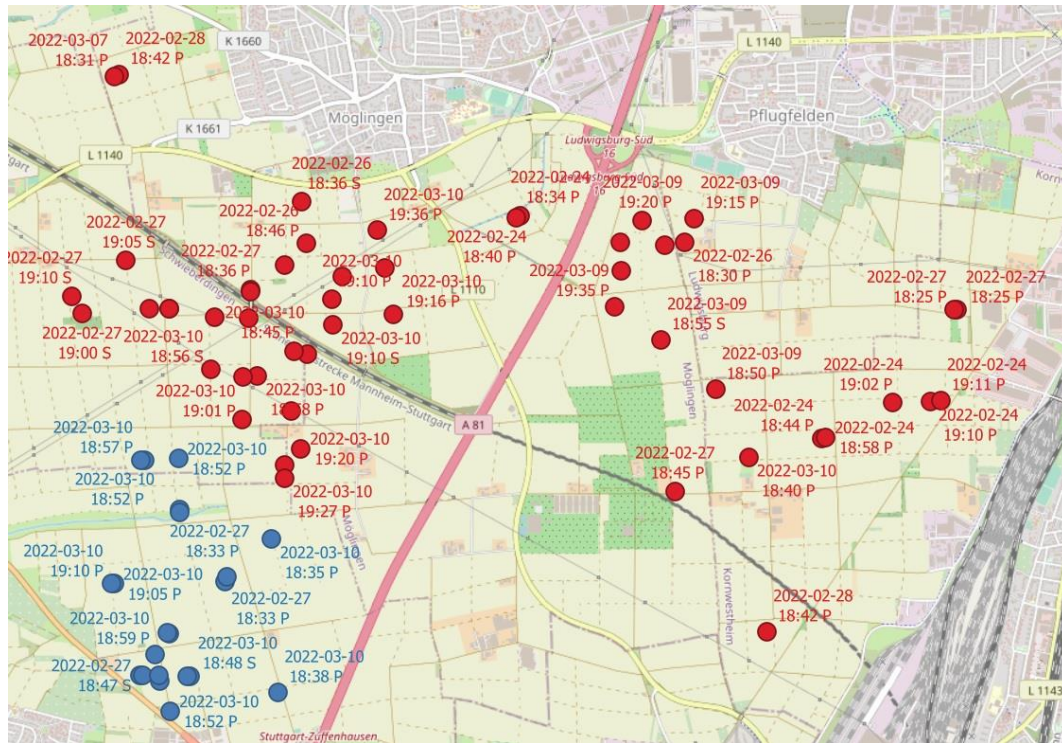 2022-03-07
18:31 P
2022-02-28
18:42 P
K 1660
L 1140
Möglingen
Pflugfelden
K 1661
L 1140
Ludwigsburg-Süd
16
2022-02-26
18:36 S
2022-02-24
18:34 P
2022-03-09
19:20 P
2022-03-09
19:15 P
2022-03-10
19:36 P
2022-02-26
18:46 P
2022-02-27
19:05 S
2022-02-27
18:36 P
2022-02-24
18:40 P
2022-02-26
18:30 P
2022-02-27
19:10 S
Schwieberdingen
2022-03-10
19:10 P
2022-03-10
19:16 P
2022-03-09
19:35 P
Ludwigsburg
2022-02-27
18:25 P
2022-02-27
18:25 P
2022-02-27
19:00 S
2022-03-10
18:56 S
2022-03-10
18:45 P
2022-03-10
19:10 S
2022-03-09
18:55 S
strecke Mannheim-Stuttgart
Möglingen
2022-03-09
18:50 P
2022-02-24
19:02 P
2022-02-24
19:11 P
2022-03-10
19:01 P
2022-03-10
A 81
2022-02-24
18:44 P
2022-02-24
18:58 P
2022-02-24
19:10 P
2022-03-10
18:57 P
2022-03-10
18:52 P
2022-03-10
19:20 P
2022-02-27
18:45 P
2022-03-10
18:40 P
2022-03-10
18:52 P
2022-03-10
19:27 P
Möglingen
2022-02-27
18:33 P
2022-03-10
18:35 P
2022-03-10
19:10 P
2022-03-10
19:05 P
2022-02-27
18:33 P
Kornwestheim
2022-02-28
18:42 P
2022-03-10
18:59 P
2022-03-10
18:48 S
2022-03-10
18:38 P
2022-02-27
18:47 S
2022-03-10
18:52 P
L 1143
Stuttgart-Zuffenhausen